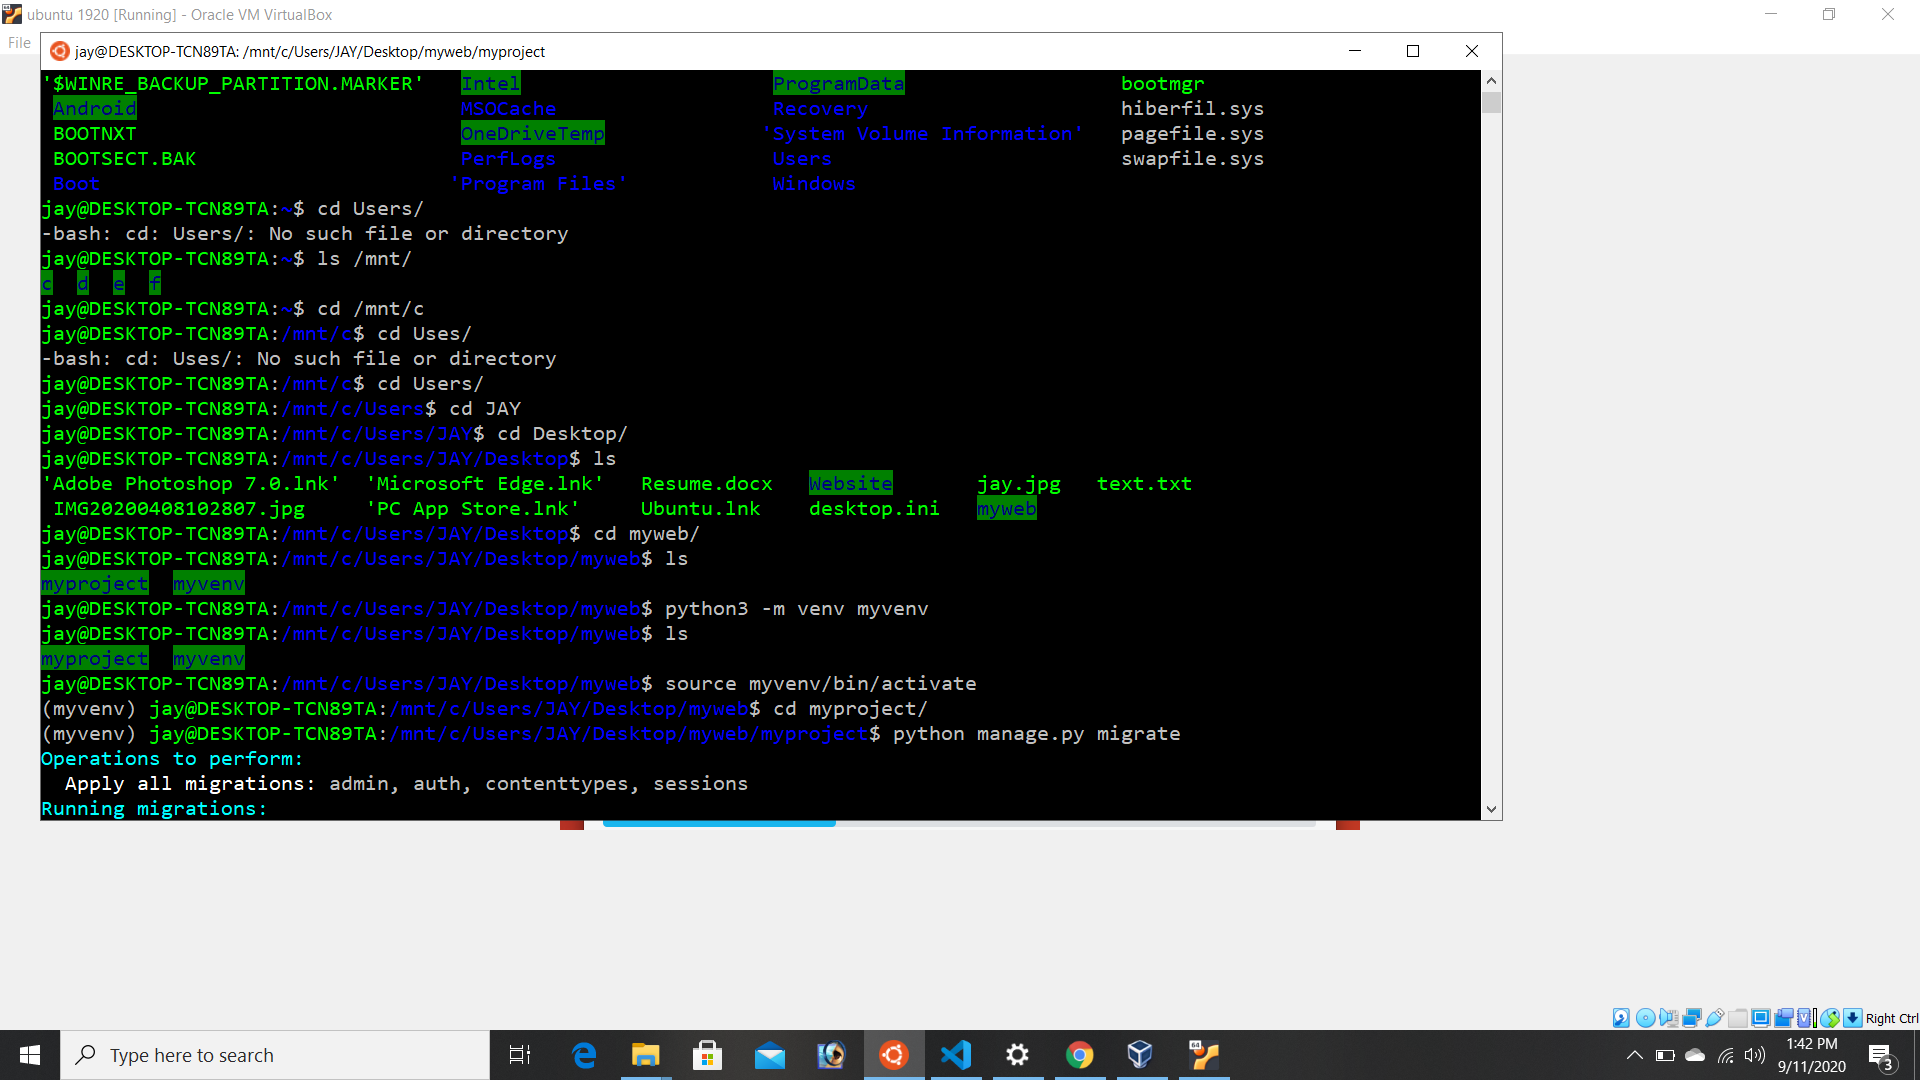 ubuntu 1920 [Running] - Oracle VM VirtualBox
File
jay@DESKTOP-TCN89TA: /mnt/c/Users/JAY/Desktop/myweb/myproject
'$WINRE_BACKUP_PARTITION.MARKER' Intel ProgramData bootmgr
Android MSOCache Recovery hiberfil.sys
BOOTNXT OneDriveTemp 'System Volume Information' pagefile.sys
BOOTSECT.BAK PerfLogs Users swapfile.sys
Boot 'Program Files' Windows
jay@DESKTOP-TCN89TA:~$ cd Users/
-bash: cd: Users/: No such file or directory
jay@DESKTOP-TCN89TA:~$ ls /mnt/
c d e f
jay@DESKTOP-TCN89TA:~$ cd /mnt/c
jay@DESKTOP-TCN89TA:/mnt/c$ cd Uses/
-bash: cd: Uses/: No such file or directory
jay@DESKTOP-TCN89TA:/mnt/c$ cd Users/
jay@DESKTOP-TCN89TA:/mnt/c/Users$ cd JAY
jay@DESKTOP-TCN89TA:/mnt/c/Users/JAY$ cd Desktop/
jay@DESKTOP-TCN89TA:/mnt/c/Users/JAY/Desktop$ ls
'Adobe Photoshop 7.0.lnk' 'Microsoft Edge.lnk' Resume.docx Website jay.jpg text.txt
IMG20200408102807.jpg 'PC App Store.lnk' Ubuntu.lnk desktop.ini myweb
jay@DESKTOP-TCN89TA:/mnt/c/Users/JAY/Desktop$ cd myweb/
jay@DESKTOP-TCN89TA:/mnt/c/Users/JAY/Desktop/myweb$ ls
myproject myvenv
jay@DESKTOP-TCN89TA:/mnt/c/Users/JAY/Desktop/myweb$ python3 -m venv myvenv
jay@DESKTOP-TCN89TA:/mnt/c/Users/JAY/Desktop/myweb$ ls
myproject myvenv
jay@DESKTOP-TCN89TA:/mnt/c/Users/JAY/Desktop/myweb$ source myvenv/bin/activate
(myvenv) jay@DESKTOP-TCN89TA:/mnt/c/Users/JAY/Desktop/myweb$ cd myproject/
(myvenv) jay@DESKTOP-TCN89TA:/mnt/c/Users/JAY/Desktop/myweb/myproject$ python manage.py migrate
Operations to perform:
Apply all migrations: admin, auth, contenttypes, sessions
Running migrations:
Right Ctrl
Type here to search
64
1:42 PM
9/11/2020
3